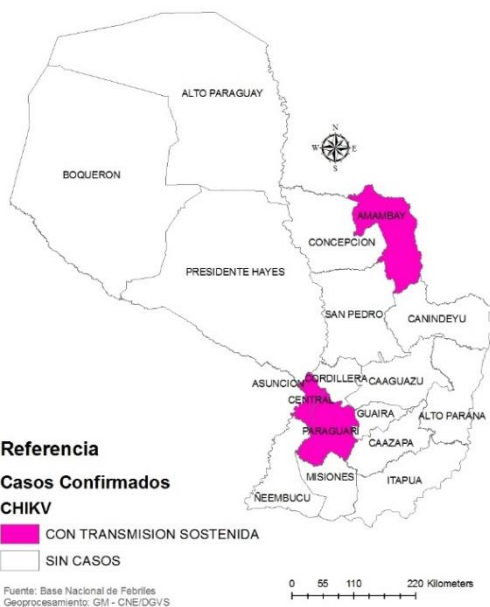 ALTO PARAGUAY
N
W E
S
BOQUERON
AMAMBAY
CONCEPCION
PRESIDENTE HAYES
SAN PEDRO
CANINDEYU
ASUNCION
CORDILLERA
CAAGUAZU
CENTRAL
GUAIRA
ALTO PARANA
PARAGUARI
CAAZAPA
MISIONES
ITAPUA
ÑEEMBUCU
Referencia
Casos Confirmados
CHIKV
CON TRANSMISION SOSTENIDA
SIN CASOS
Fuente: Base Nacional de Febriles
Geoprocesamiento: GM - CNE/DGVS
0 55 110 220 Kilometers